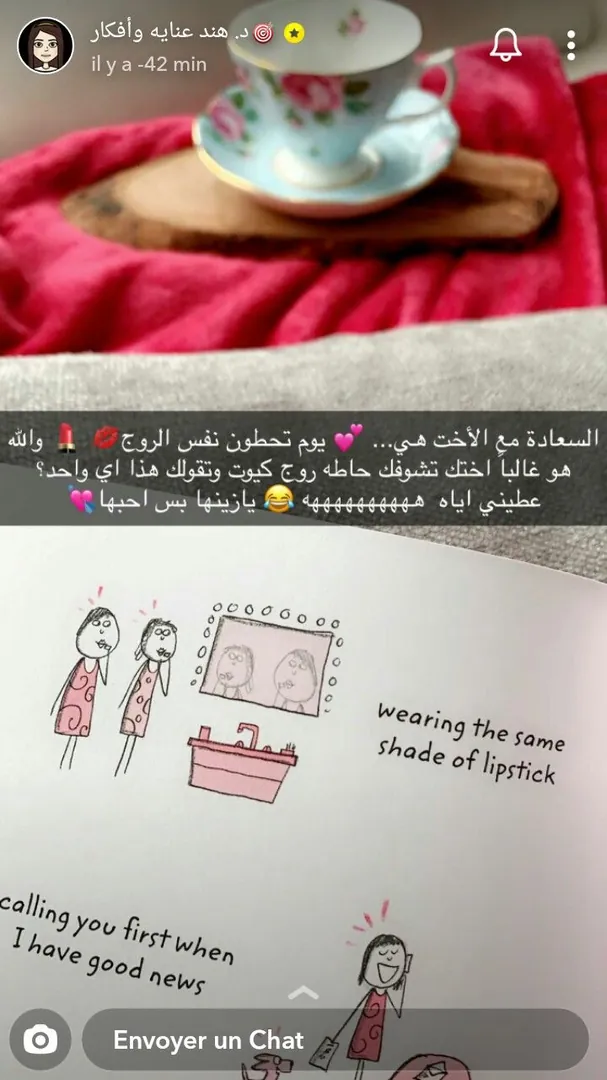 د. هند عنايه وأفكار 🎯
il y a -42 min
السعادة مع الأخت هي... 💕 يوم تحطون نفس الروج 💋 💄 والله
هو غالباً اختك تشوفك حاطه روج كيوت وتقولك هذا اي واحد؟
عطيني اياه هههههههههههه 😂 يازينها بس احبها 💘
wearing the same
shade of lipstick
calling you first when
I have good news
Envoyer un Chat